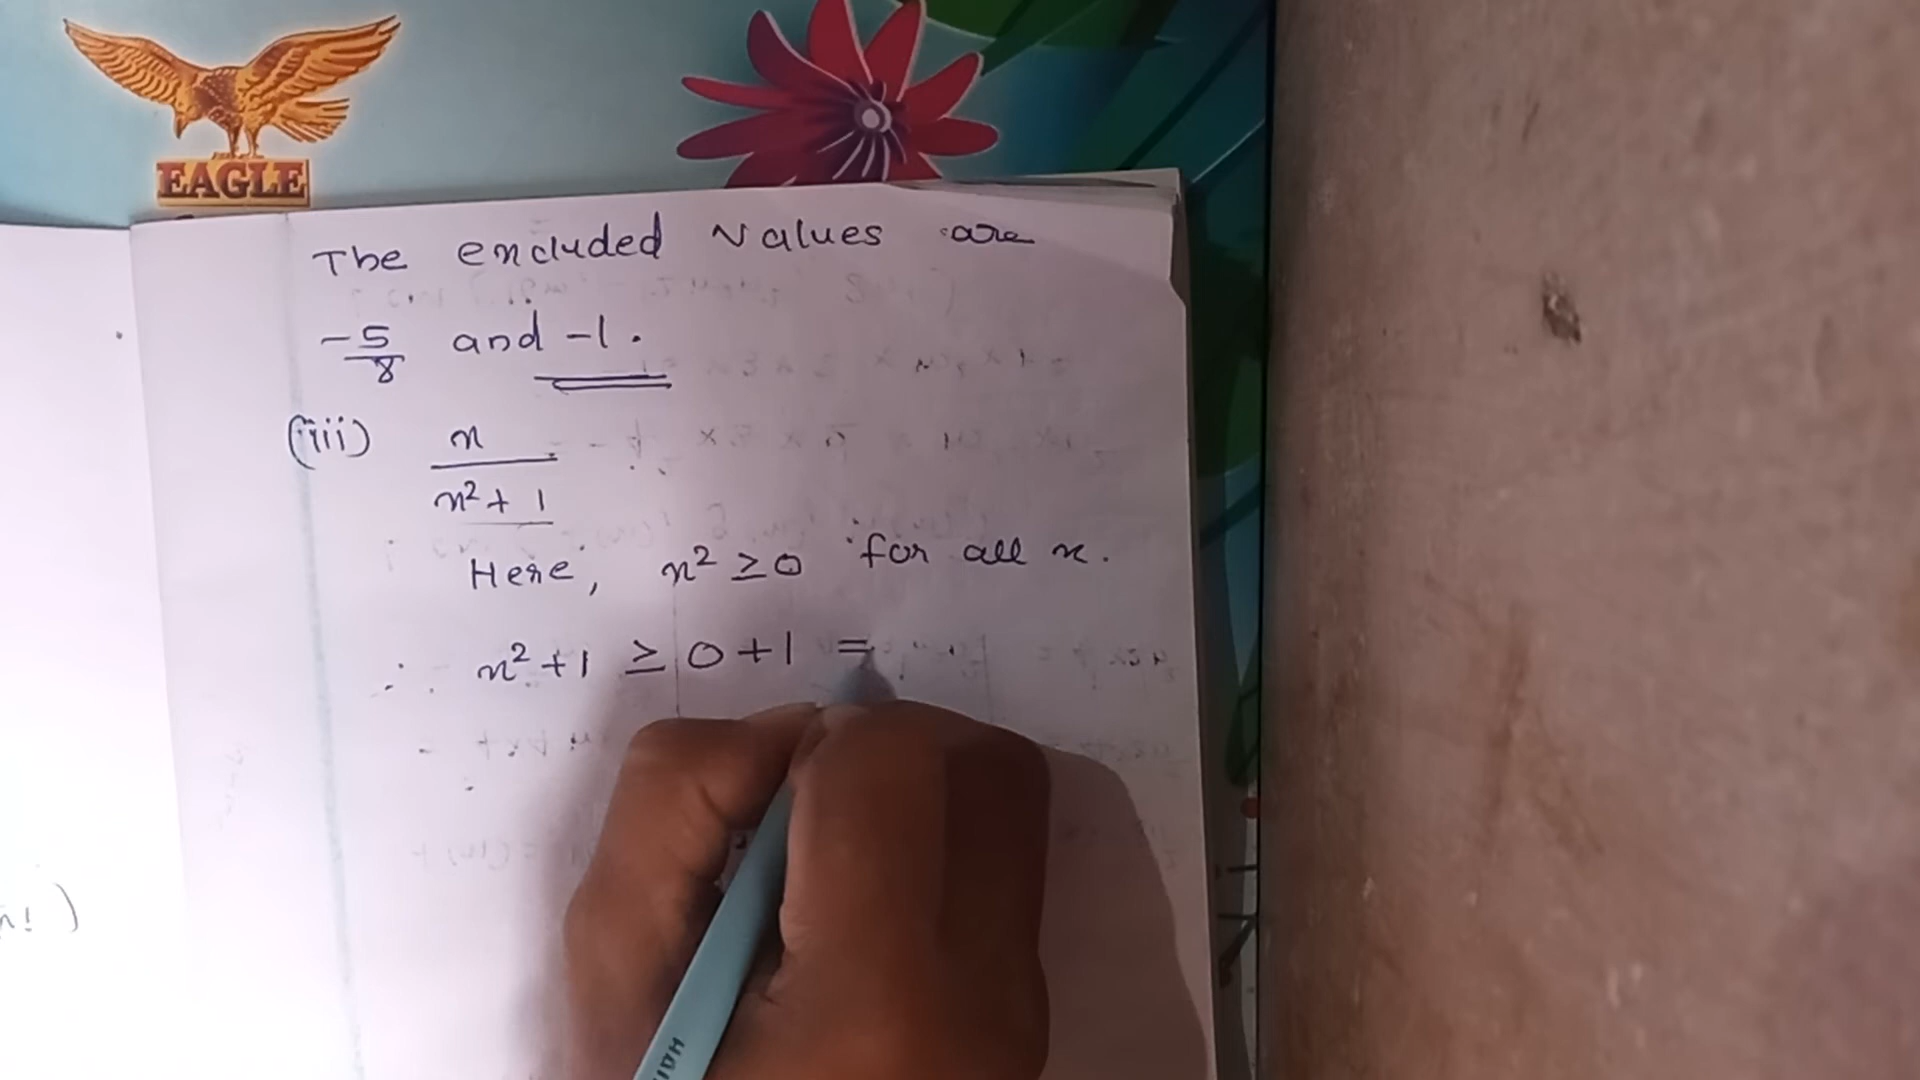 EAGLE
The excluded values are
-5/8 and -1.
(iii) x
x² + 1
Here, x² ≥ 0 for all x.
∴ x² + 1 ≥ 0 + 1 =
n! )